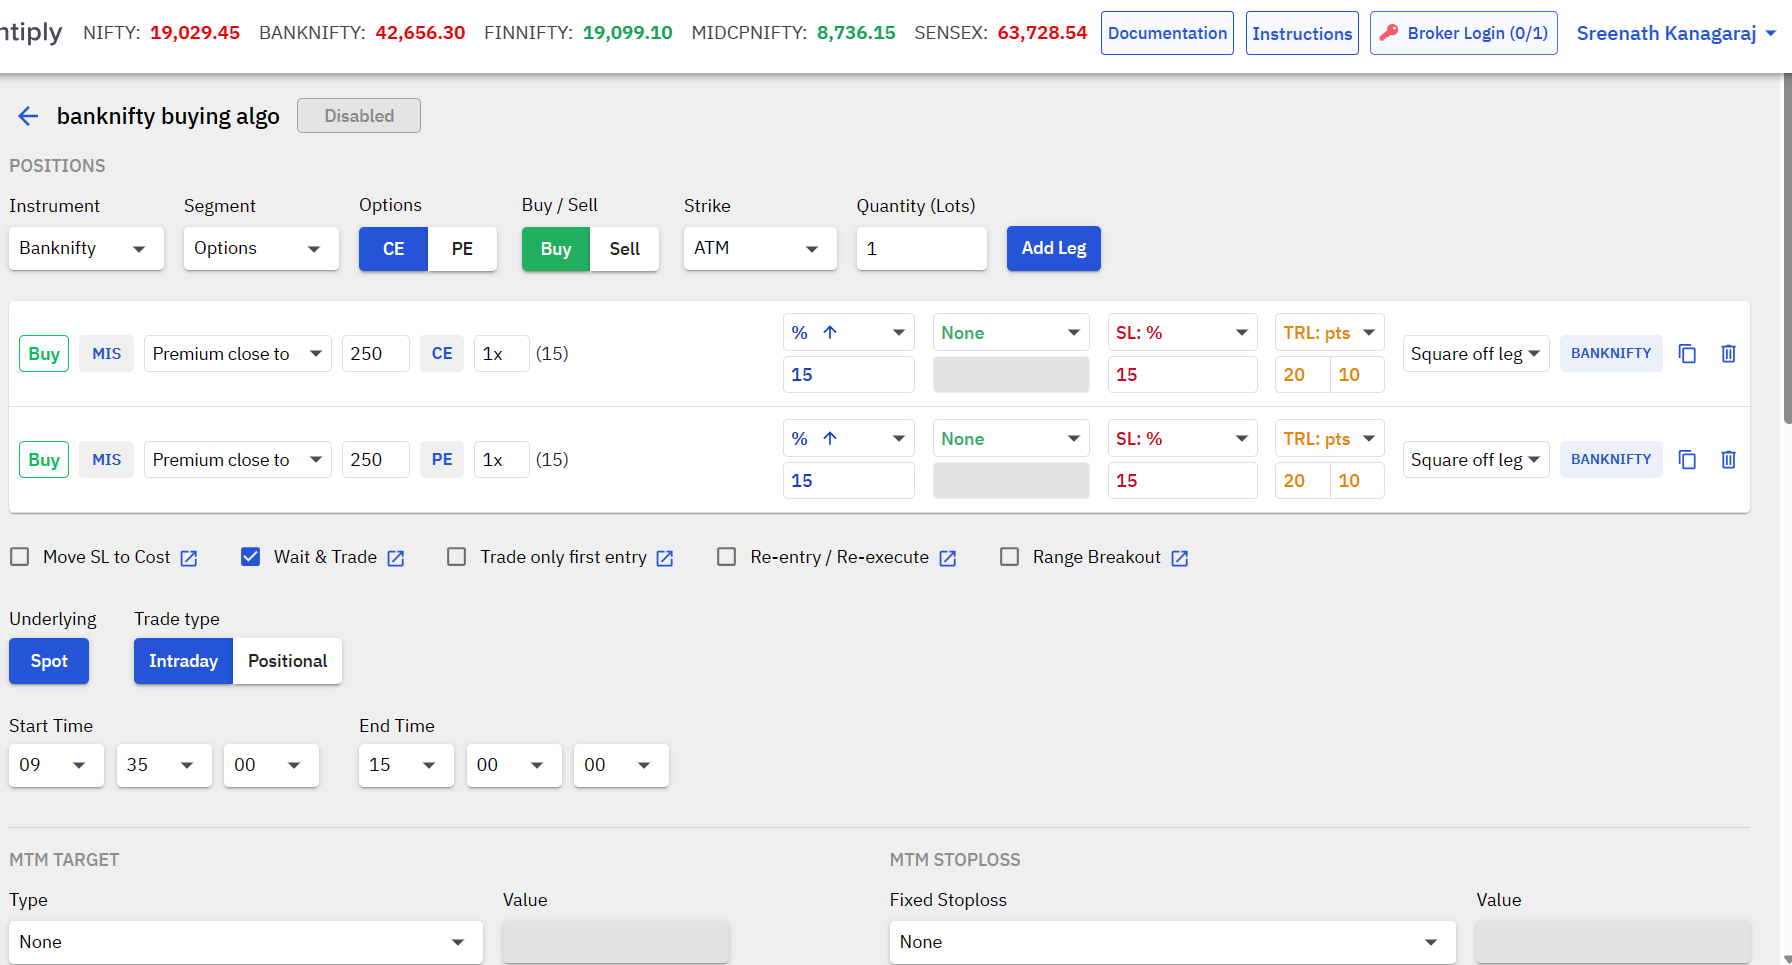 ntiply NIFTY: 19,029.45 BANKNIFTY: 42,656.30 FINNIFTY: 19,099.10 MIDCPNIFTY: 8,736.15 SENSEX: 63,728.54 Documentation Instructions Broker Login (0/1) Sreenath Kanagaraj
banknifty buying algo Disabled
POSITIONS
Instrument Segment Options Buy / Sell Strike Quantity (Lots)
Banknifty Options CE PE Buy Sell ATM 1 Add Leg
% ↑ None SL: % TRL: pts
Buy MIS Premium close to 250 CE 1x (15) Square off leg BANKNIFTY
15 15 20 10
% ↑ None SL: % TRL: pts
Buy MIS Premium close to 250 PE 1x (15) Square off leg BANKNIFTY
15 15 20 10
Move SL to Cost Wait & Trade Trade only first entry Re-entry / Re-execute Range Breakout
Underlying Trade type
Spot Intraday Positional
Start Time End Time
09 35 00 15 00 00
MTM TARGET MTM STOPLOSS
Type Value Fixed Stoploss Value
None None